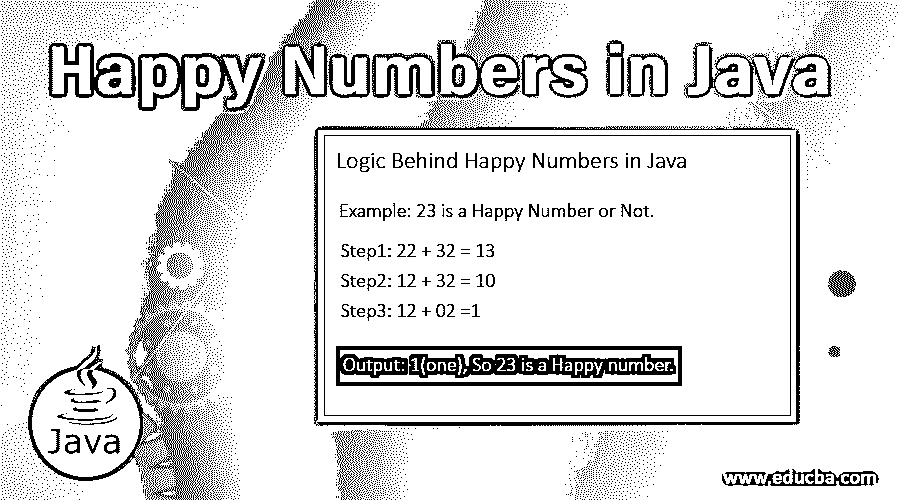 Happy Numbers in Java
Logic Behind Happy Numbers in Java
Example: 23 is a Happy Number or Not.
Step1: 22 + 32 = 13
Step2: 12 + 32 = 10
Step3: 12 + 02 =1
Output: 1(one), So 23 is a Happy number.
Java
www.educba.com